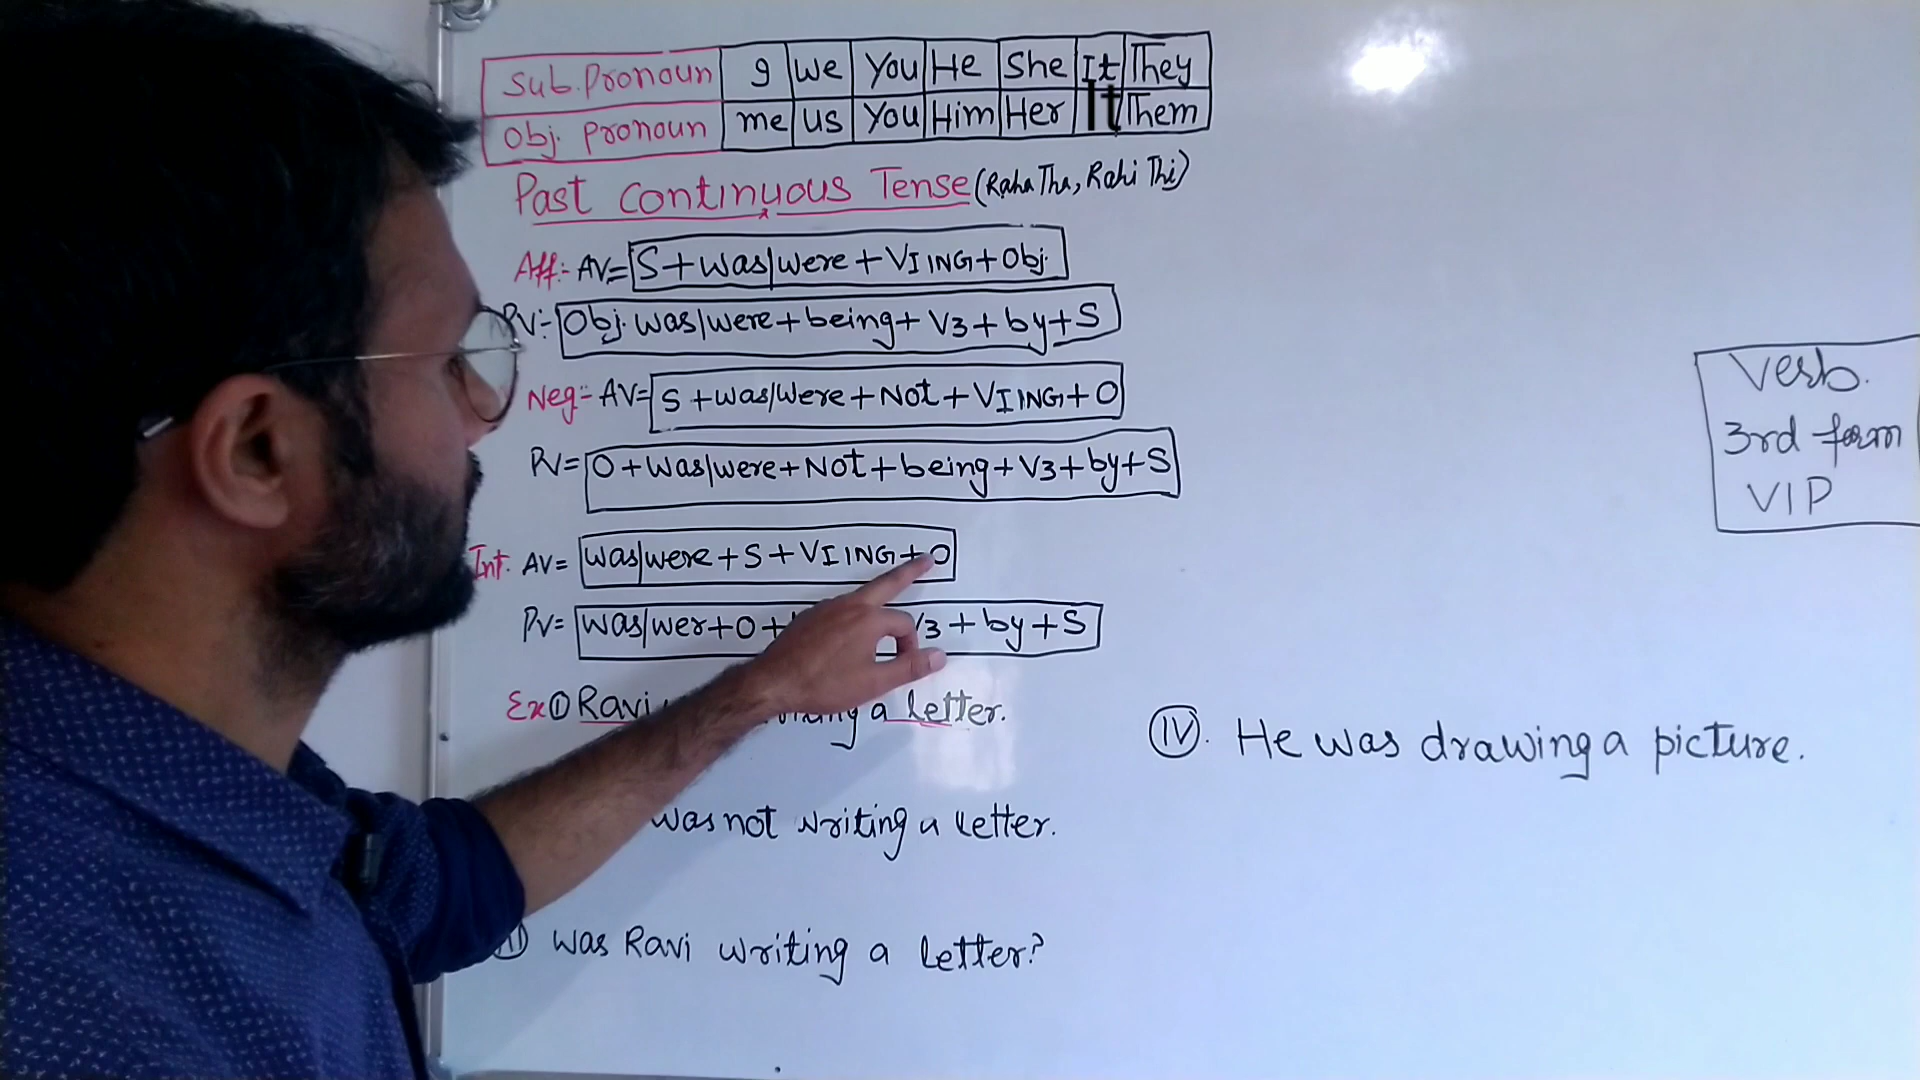 Sub. Pronoun I We You He She It They
Obj. pronoun me us You Him Her It Them
Past Continuous Tense (Raha Tha, Rahi Thi)
Aff:- AV= S+was/were+VI ING+Obj.
PV:- Obj. was/were+being+V3+by+S
Neg:- AV= S+was/were+Not+VI ING+O
PV= O+was/were+Not+being+V3+by+S
Int. AV= was/were+S+VI ING+O
PV= was/wer+O+ V3+by+S
Ex① Ravi a letter.
was not writing a letter.
was Ravi writing a letter?
Verb.
3rd form
VIP
IV. He was drawing a picture.